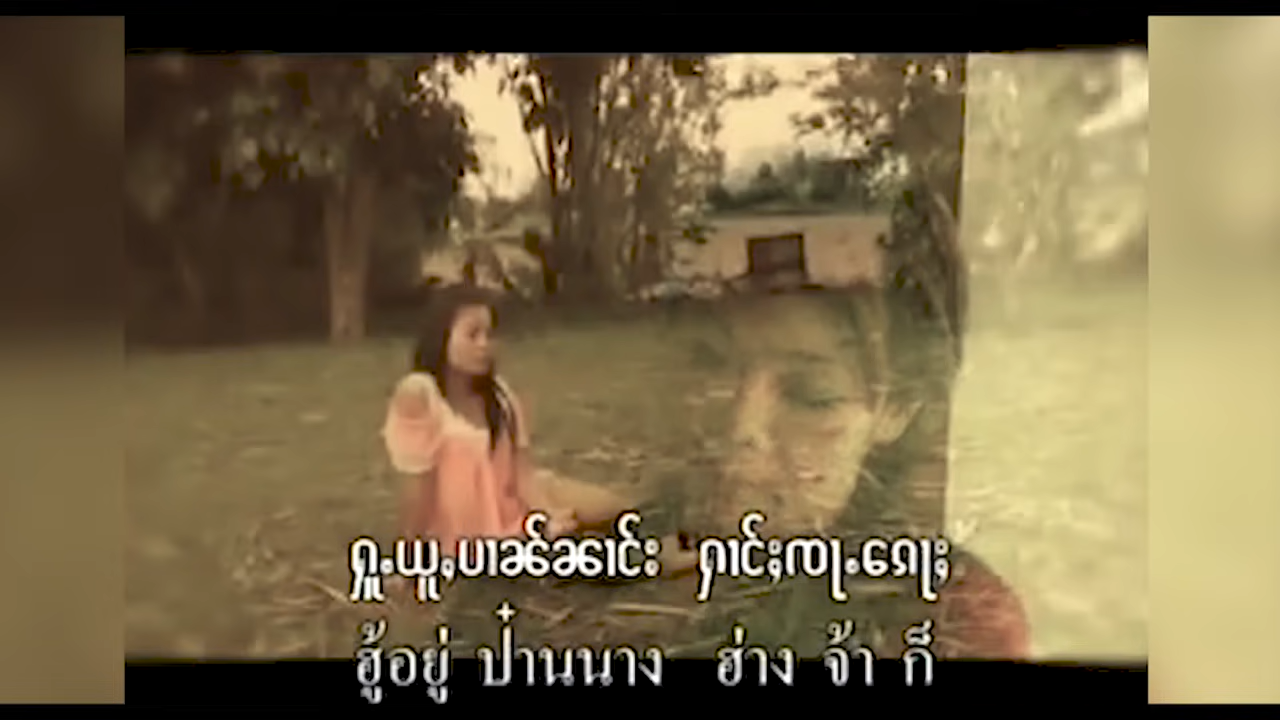 ႁူႉယူႇပၢၼ်ၼၢင်း ႁၢင်ႈၸႃႉၵေႃႈ
ฮู้อยู่ ป๋านนาง ฮ่าง จ้า ก็